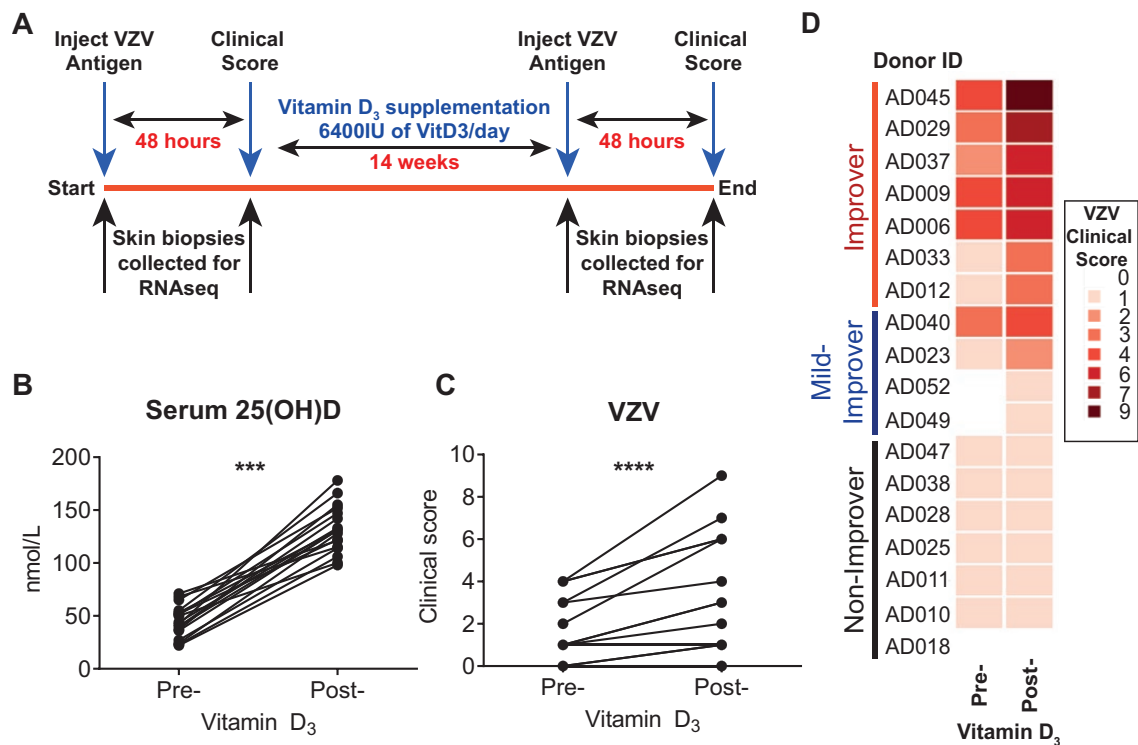 A
Inject VZV
Antigen
Clinical
Score
Inject VZV
Antigen
Clinical
Score
48 hours
Vitamin D3 supplementation
6400IU of VitD3/day
14 weeks
48 hours
Start
End
Skin biopsies
collected for
RNAseq
Skin biopsies
collected for
RNAseq
B
Serum 25(OH)D
***
200
150
100
50
0
nmol/L
Pre-
Post-
Vitamin D3
C
VZV
****
10
8
6
4
2
0
Clinical score
Pre-
Post-
Vitamin D3
D
Donor ID
Improver
AD045
AD029
AD037
AD009
AD006
AD033
AD012
Mild-
Improver
AD040
AD023
AD052
AD049
Non-Improver
AD047
AD038
AD028
AD025
AD011
AD010
AD018
Pre-
Post-
Vitamin D3
VZV
Clinical
Score
0
1
2
3
4
6
7
9